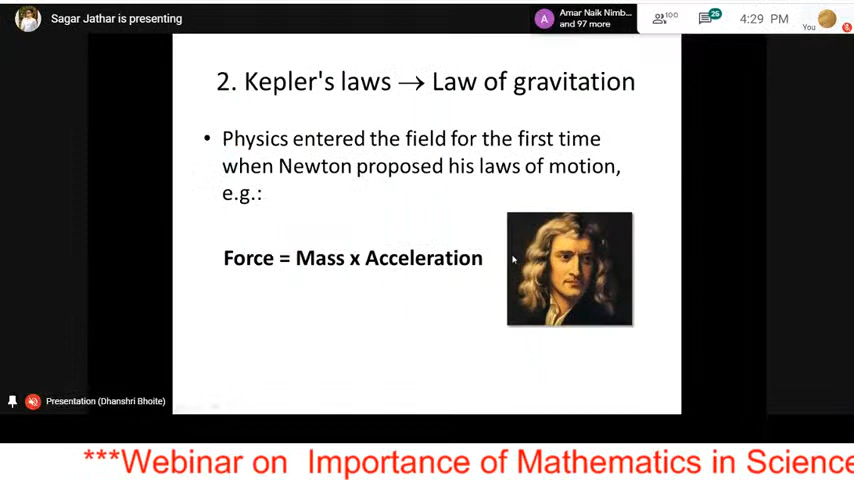 Sagar Jathar is presenting
A
Amar Naik Nimb...
and 97 more
100
25
4:29 PM
You
2. Kepler's laws → Law of gravitation
• Physics entered the field for the first time
when Newton proposed his laws of motion,
e.g.:
Force = Mass x Acceleration
Presentation (Dhanshri Bhoite)
***Webinar on Importance of Mathematics in Science